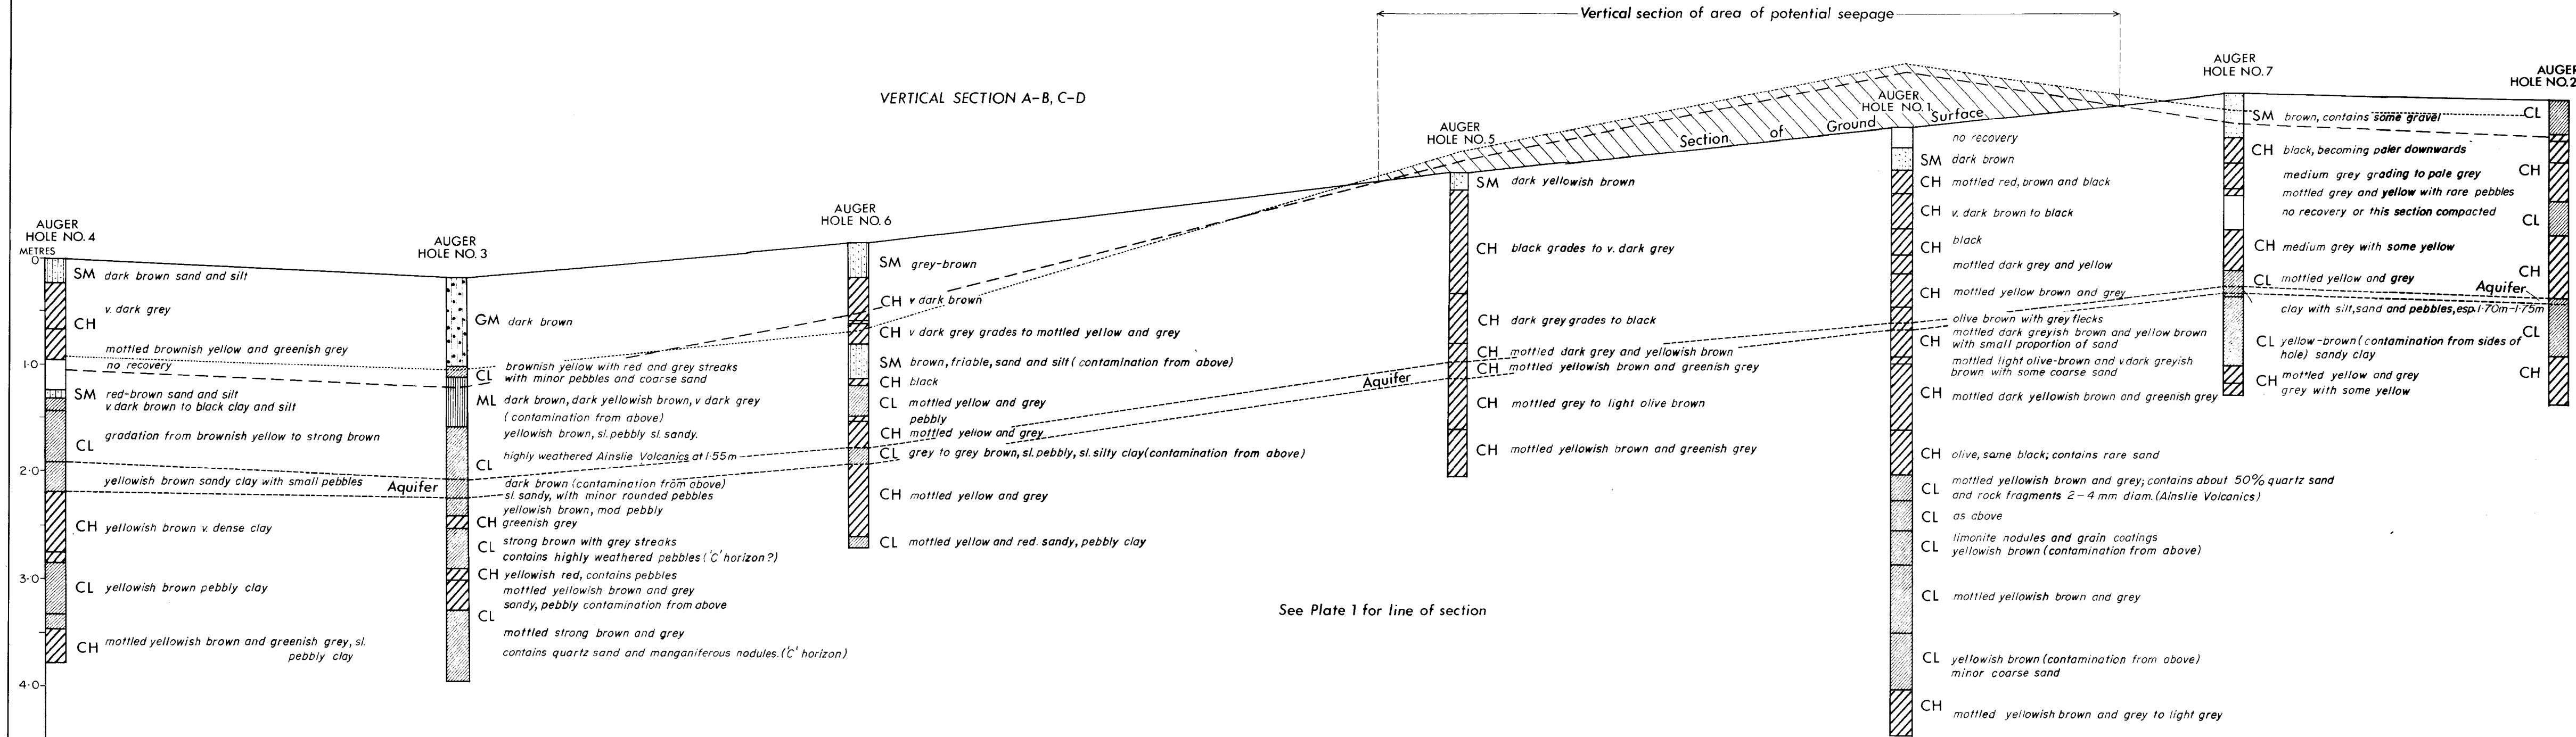 Vertical section of area of potential seepage
VERTICAL SECTION A–B, C–D
AUGER
HOLE NO. 4
METRES
0
1·0
2·0
3·0
4·0
SM dark brown sand and silt
v. dark grey
CH
mottled brownish yellow and greenish grey
no recovery
SM red-brown sand and silt
v. dark brown to black clay and silt
gradation from brownish yellow to strong brown
CL
yellowish brown sandy clay with small pebbles
CH yellowish brown v. dense clay
CL yellowish brown pebbly clay
CH mottled yellowish brown and greenish grey, sl.
pebbly clay
Aquifer
AUGER
HOLE NO. 3
GM dark brown
brownish yellow with red and grey streaks
CL with minor pebbles and coarse sand
ML dark brown, dark yellowish brown, v dark grey
(contamination from above)
yellowish brown, sl. pebbly sl. sandy.
CL highly weathered Ainslie Volcanics at 1·55m
dark brown (contamination from above)
sl. sandy, with minor rounded pebbles
yellowish brown, mod pebbly
CH greenish grey
CL strong brown with grey streaks
contains highly weathered pebbles ('C' horizon?)
CH yellowish red, contains pebbles
mottled yellowish brown and grey
sandy, pebbly contamination from above
CL
mottled strong brown and grey
contains quartz sand and manganiferous nodules. ('C' horizon)
AUGER
HOLE NO. 6
SM grey-brown
CH v dark brown
CH v dark grey grades to mottled yellow and grey
SM brown, friable, sand and silt (contamination from above)
CH black
CL mottled yellow and grey
pebbly
CH mottled yellow and grey
CL grey to grey brown, sl. pebbly, sl. silty clay (contamination from above)
CH mottled yellow and grey
CL mottled yellow and red. sandy, pebbly clay
Aquifer
AUGER
HOLE NO. 5
SM dark yellowish brown
CH black grades to v. dark grey
CH dark grey grades to black
CH mottled dark grey and yellowish brown
CH mottled yellowish brown and greenish grey
CH mottled grey to light olive brown
CH mottled yellowish brown and greenish grey
See Plate 1 for line of section
Section of Ground Surface
AUGER
HOLE NO. 1
no recovery
SM dark brown
CH mottled red, brown and black
CH v. dark brown to black
CH black
mottled dark grey and yellow
CH mottled yellow brown and grey
olive brown with grey flecks
mottled dark greyish brown and yellow brown
CH with small proportion of sand
mottled light olive-brown and v dark greyish
brown with some coarse sand
CH mottled dark yellowish brown and greenish grey
CH olive, some black; contains rare sand
CL mottled yellowish brown and grey; contains about 50% quartz sand
and rock fragments 2–4 mm diam. (Ainslie Volcanics)
CL as above
limonite nodules and grain coatings
CL yellowish brown (contamination from above)
CL mottled yellowish brown and grey
CL yellowish brown (contamination from above)
minor coarse sand
CH mottled yellowish brown and grey to light grey
AUGER
HOLE NO. 7
SM brown, contains some gravel
CH black, becoming paler downwards
medium grey grading to pale grey
mottled grey and yellow with rare pebbles
no recovery or this section compacted
CH medium grey with some yellow
CL mottled yellow and grey
Aquifer
clay with silt, sand and pebbles, esp. 1·70m–1·75m
CL yellow-brown (contamination from sides of
hole) sandy clay
CH mottled yellow and grey
grey with some yellow
AUGER
HOLE NO. 2
CL
CH
CL
CH
CL
CH